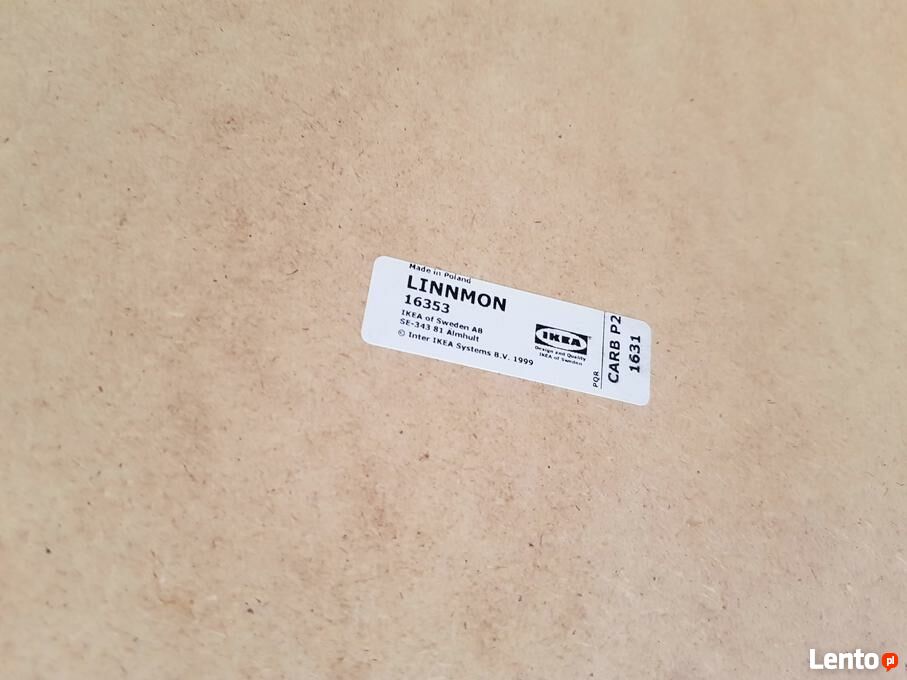 Made in Poland
LINNMON
16353
IKEA of Sweden AB
SE-343 81 Älmhult
© Inter IKEA Systems B.V. 1999
IKEA
Design and Quality
IKEA of Sweden
PQR
CARB P2
1631
Lento pl